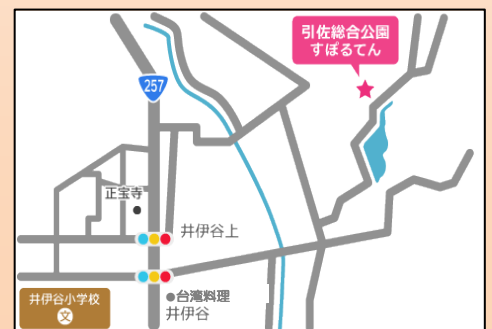 引佐総合公園
すぽるてん
257
正宝寺
井伊谷上
井伊谷小学校
文
台湾料理
井伊谷